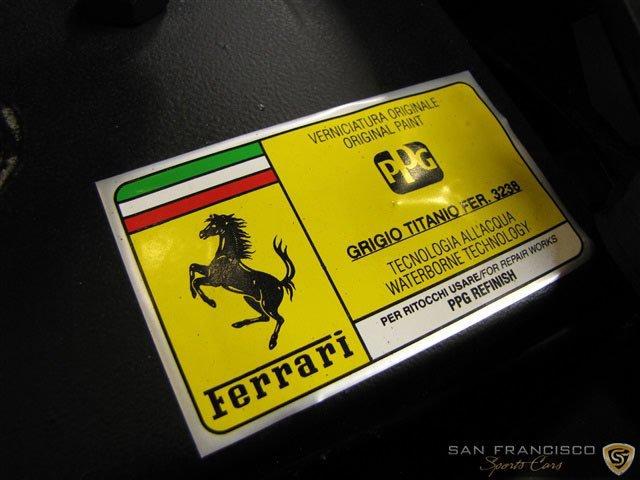 VERNICIATURA ORIGINALE
ORIGINAL PAINT
PPG
GRIGIO TITANIO FER. 3238
TECNOLOGIA ALL'ACQUA
WATERBORNE TECHNOLOGY
PER RITOCCHI USARE/FOR REPAIR WORKS
PPG REFINISH
Ferrari
SAN FRANCISCO
Sports Cars